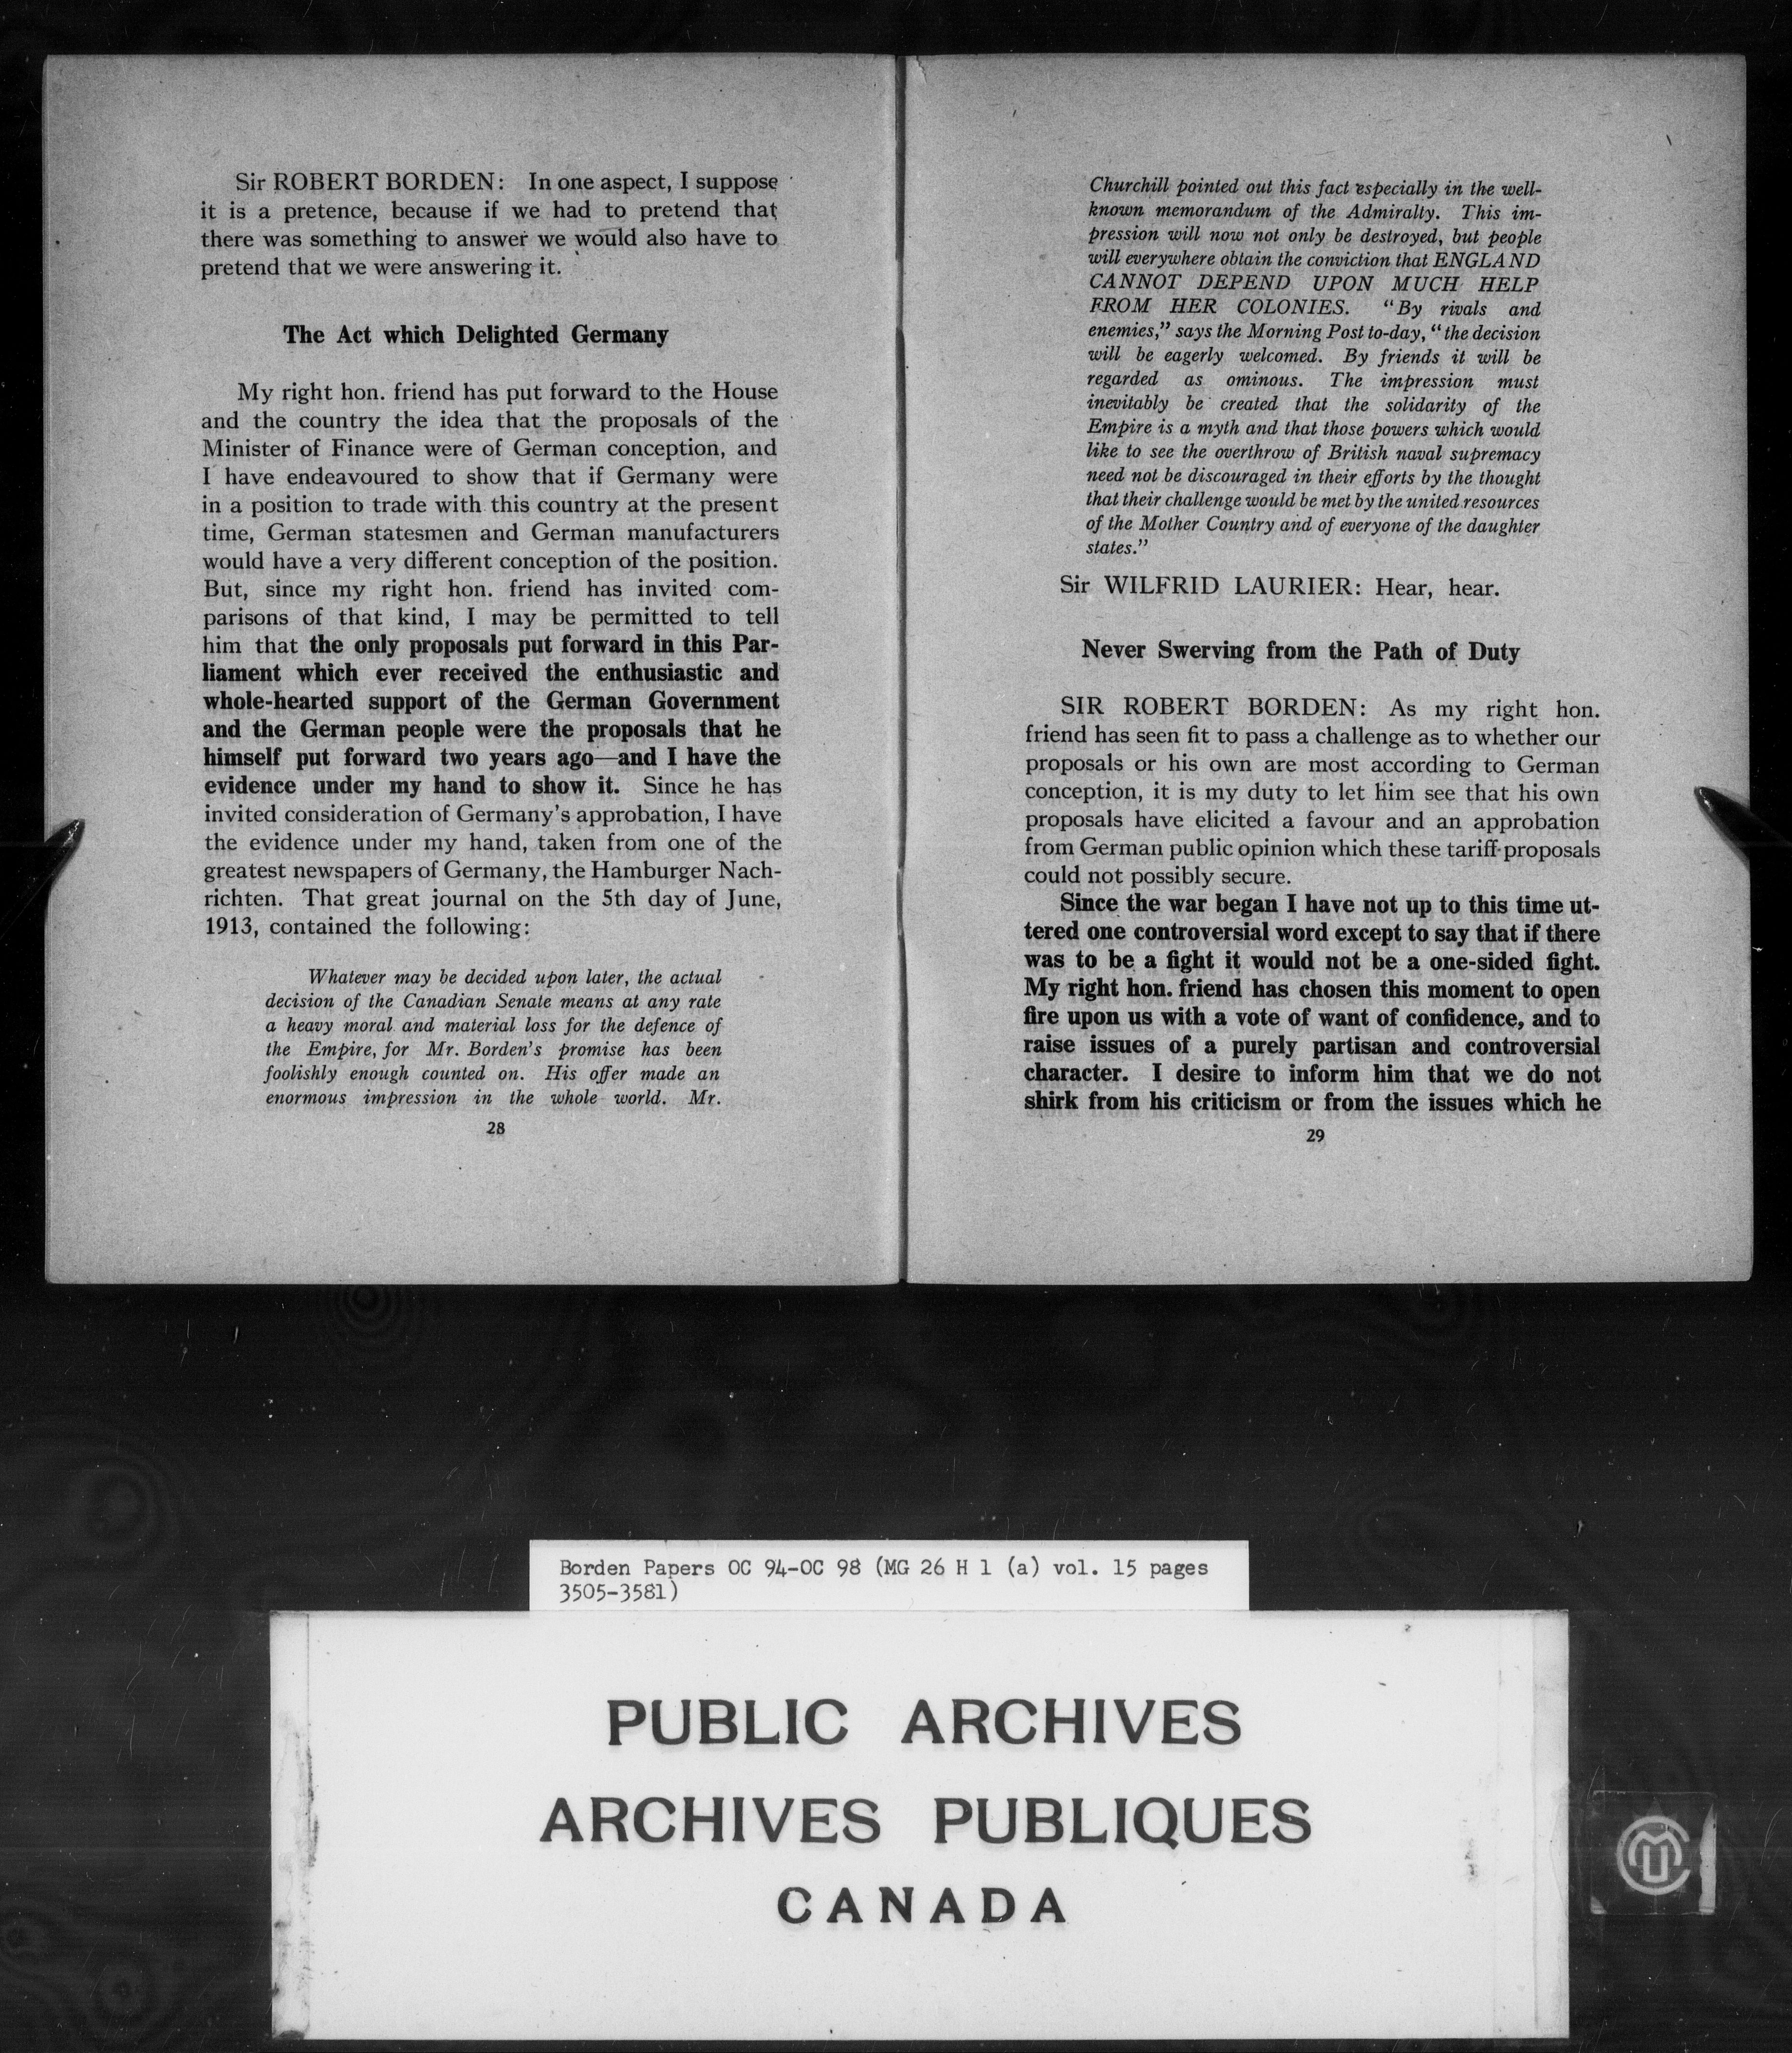 Sir ROBERT BORDEN: In one aspect, I suppose
it is a pretence, because if we had to pretend that
there was something to answer we would also have to
pretend that we were answering it.
The Act which Delighted Germany
My right hon. friend has put forward to the House
and the country the idea that the proposals of the
Minister of Finance were of German conception, and
I have endeavoured to show that if Germany were
in a position to trade with this country at the present
time, German statesmen and German manufacturers
would have a very different conception of the position.
But, since my right hon. friend has invited com-
parisons of that kind, I may be permitted to tell
him that the only proposals put forward in this Par-
liament which ever received the enthusiastic and
whole-hearted support of the German Government
and the German people were the proposals that he
himself put forward two years ago—and I have the
evidence under my hand to show it. Since he has
invited consideration of Germany's approbation, I have
the evidence under my hand, taken from one of the
greatest newspapers of Germany, the Hamburger Nach-
richten. That great journal on the 5th day of June,
1913, contained the following:
Whatever may be decided upon later, the actual
decision of the Canadian Senate means at any rate
a heavy moral and material loss for the defence of
the Empire, for Mr. Borden's promise has been
foolishly enough counted on. His offer made an
enormous impression in the whole world. Mr.
28
Churchill pointed out this fact especially in the well-
known memorandum of the Admiralty. This im-
pression will now not only be destroyed, but people
will everywhere obtain the conviction that ENGLAND
CANNOT DEPEND UPON MUCH HELP
FROM HER COLONIES. "By rivals and
enemies," says the Morning Post to-day, "the decision
will be eagerly welcomed. By friends it will be
regarded as ominous. The impression must
inevitably be created that the solidarity of the
Empire is a myth and that those powers which would
like to see the overthrow of British naval supremacy
need not be discouraged in their efforts by the thought
that their challenge would be met by the united resources
of the Mother Country and of everyone of the daughter
states."
Sir WILFRID LAURIER: Hear, hear.
Never Swerving from the Path of Duty
SIR ROBERT BORDEN: As my right hon.
friend has seen fit to pass a challenge as to whether our
proposals or his own are most according to German
conception, it is my duty to let him see that his own
proposals have elicited a favour and an approbation
from German public opinion which these tariff proposals
could not possibly secure.
Since the war began I have not up to this time ut-
tered one controversial word except to say that if there
was to be a fight it would not be a one-sided fight.
My right hon. friend has chosen this moment to open
fire upon us with a vote of want of confidence, and to
raise issues of a purely partisan and controversial
character. I desire to inform him that we do not
shirk from his criticism or from the issues which he
29
Borden Papers OC 94-OC 98 (MG 26 H 1 (a) vol. 15 pages
3505-3581)
PUBLIC ARCHIVES
ARCHIVES PUBLIQUES
CANADA